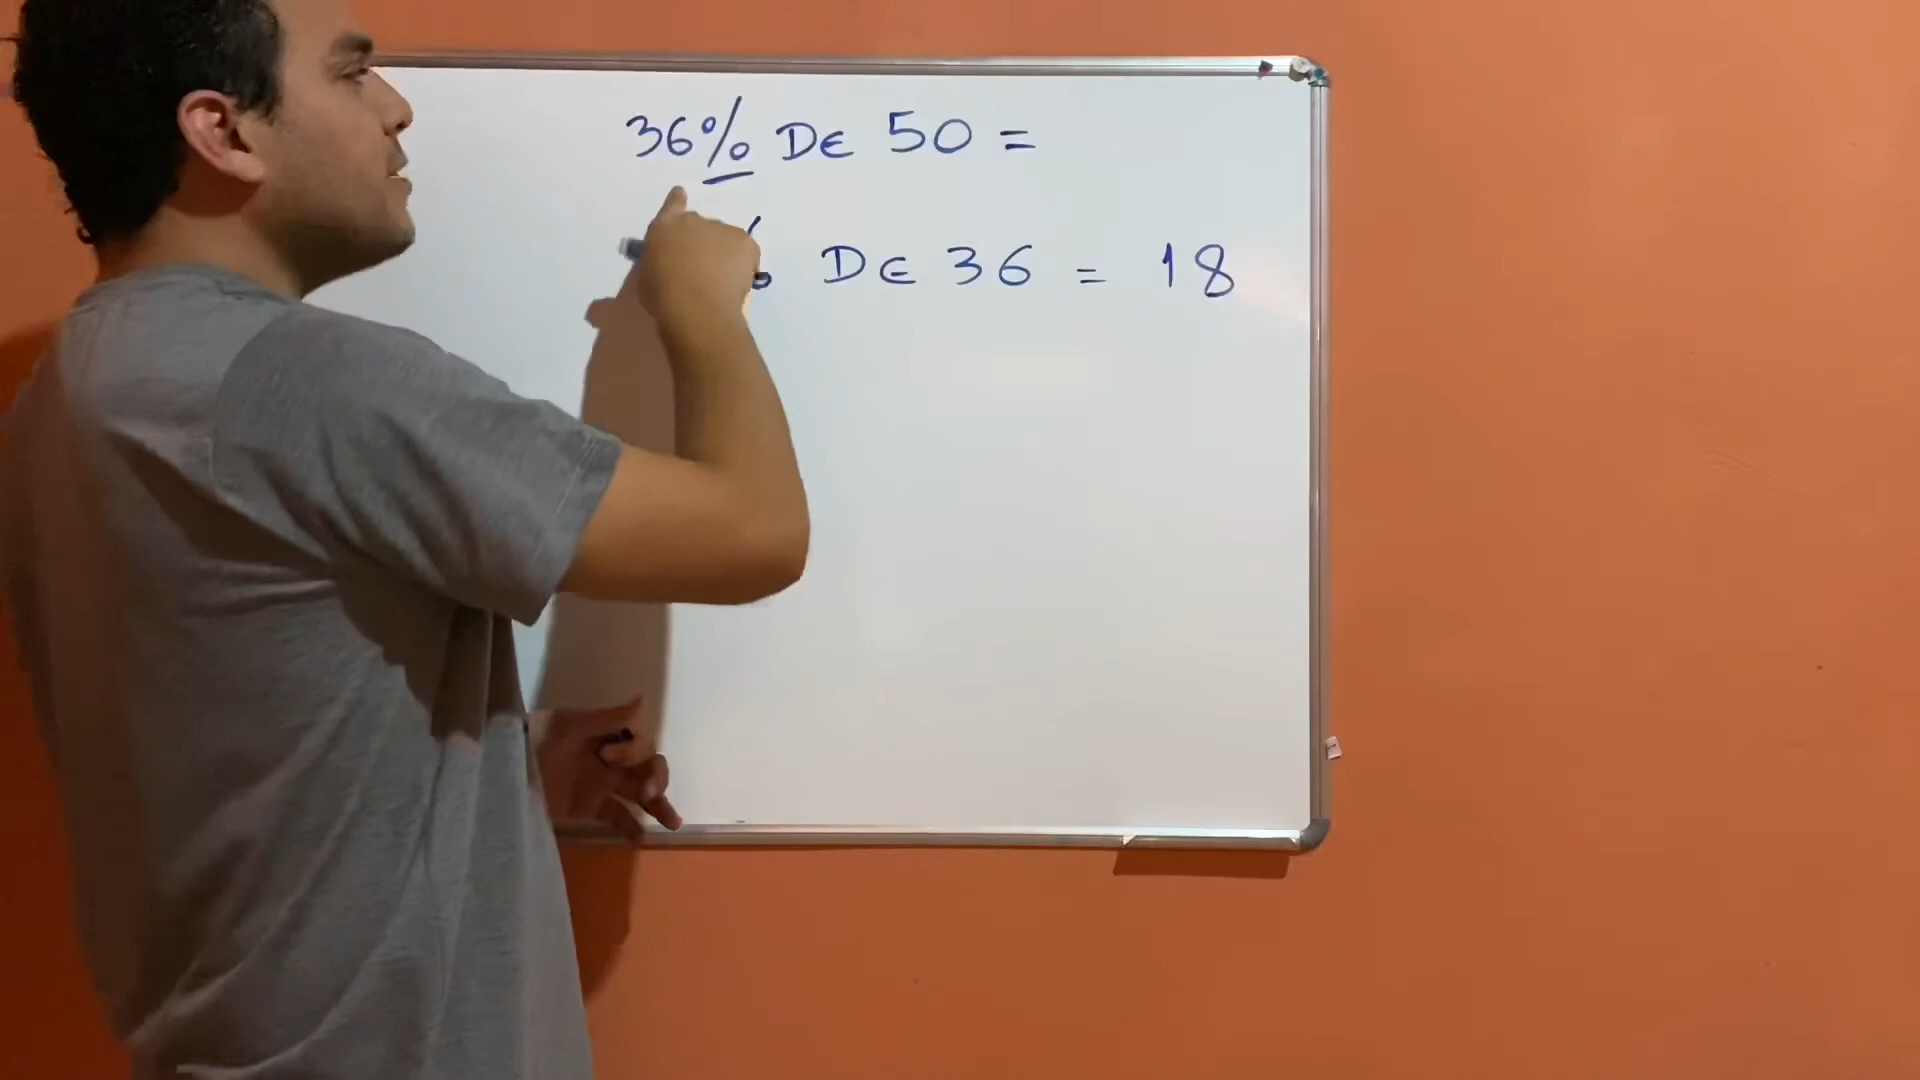 36% DE 50 =
% DE 36 = 18